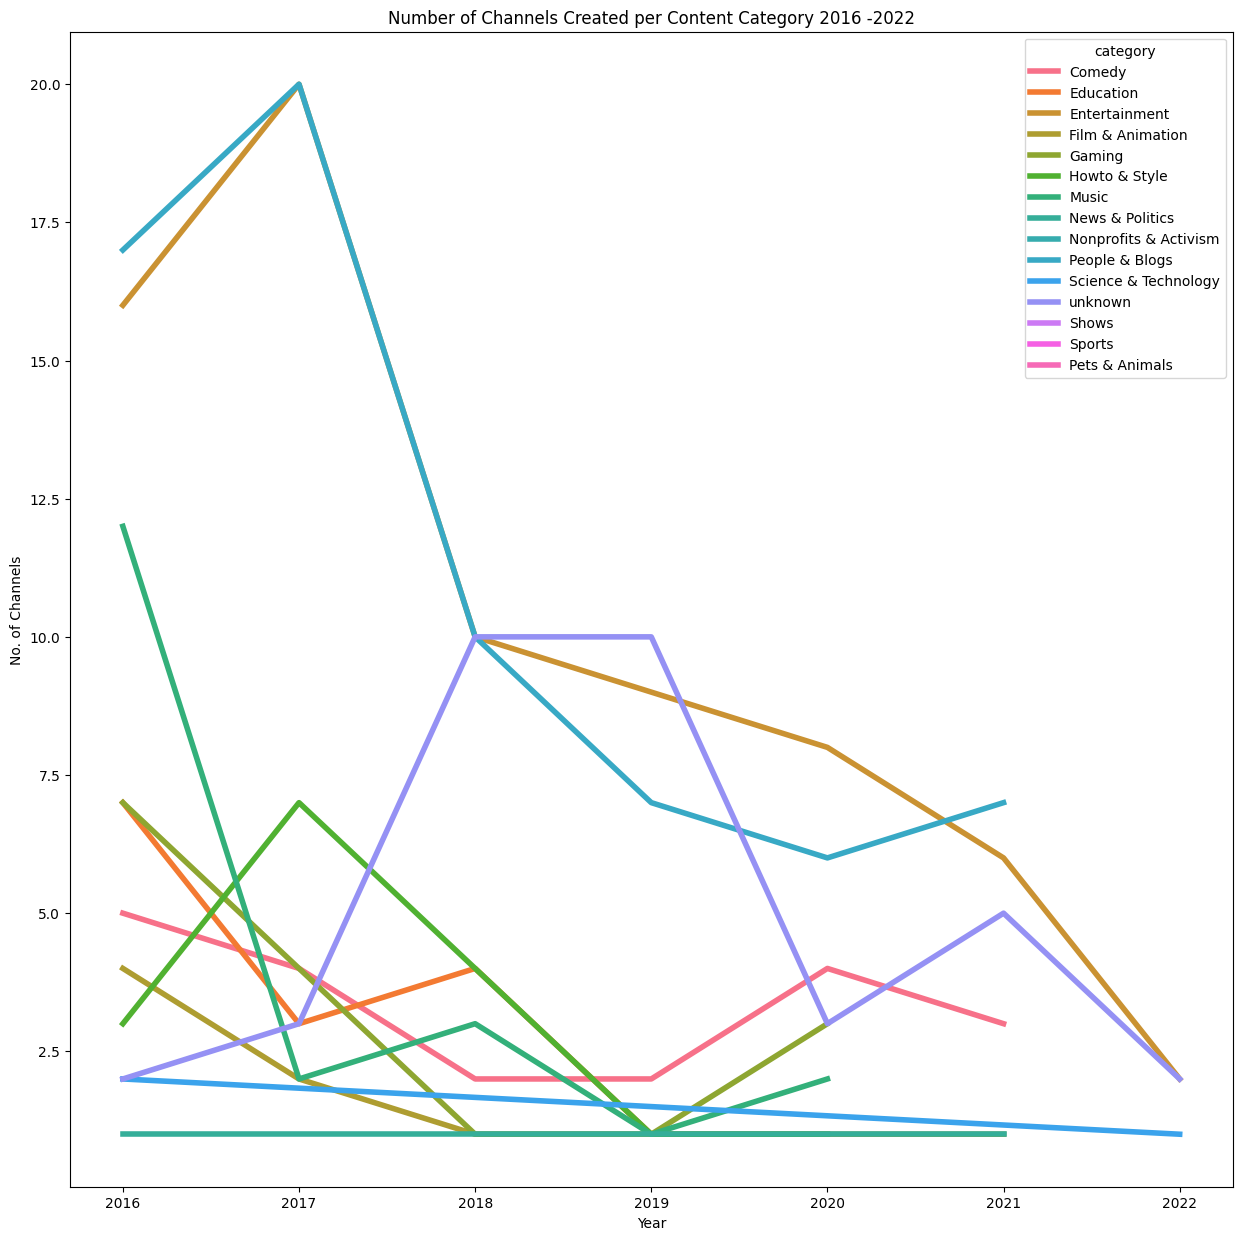 Number of Channels Created per Content Category 2016 -2022
category
Comedy
Education
Entertainment
Film & Animation
Gaming
Howto & Style
Music
News & Politics
Nonprofits & Activism
People & Blogs
Science & Technology
unknown
Shows
Sports
Pets & Animals
No. of Channels
20.0
17.5
15.0
12.5
10.0
7.5
5.0
2.5
2016 2017 2018 2019 2020 2021 2022
Year